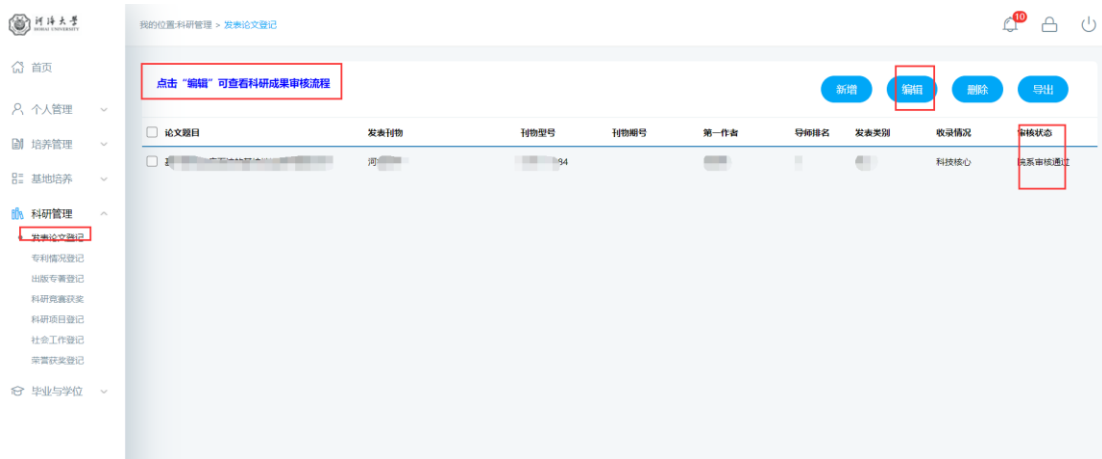 河海大学
HOHAI UNIVERSITY
我的位置:科研管理 > 发表论文登记
10
首页
个人管理
培养管理
基地培养
科研管理
发表论文登记
专利情况登记
出版专著登记
科研竞赛获奖
科研项目登记
社会工作登记
荣誉获奖登记
毕业与学位
点击“编辑”可查看科研成果审核流程
新增 编辑 删除 导出
论文题目 发表刊物 刊物型号 刊物期号 第一作者 导师排名 发表类别 收录情况 审核状态
河 84 科技核心 院系审核通过